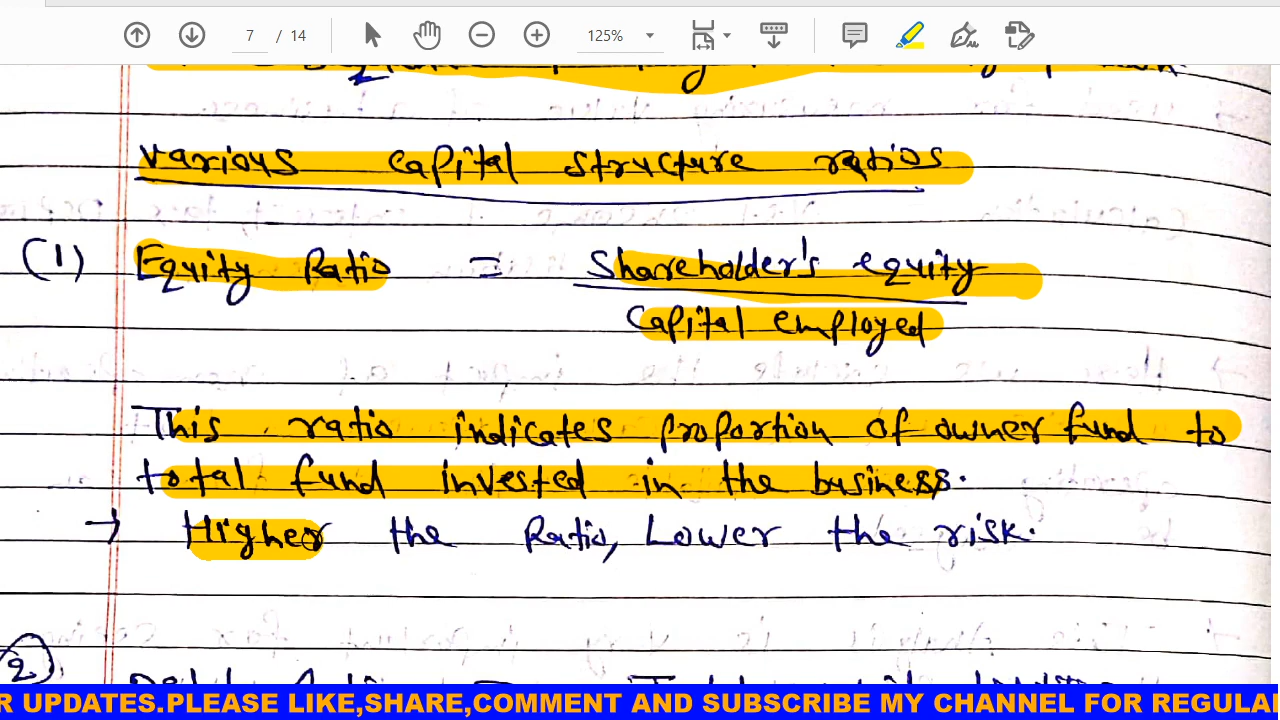 7 / 14
125%
Various capital structure ratios
(1) Equity Ratio = Shareholder's equity
Capital employed
This ratio indicates proportion of owner fund to
total fund invested in the business.
→ Higher the Ratio, Lower the risk.
2
R UPDATES.PLEASE LIKE,SHARE,COMMENT AND SUBSCRIBE MY CHANNEL FOR REGULA